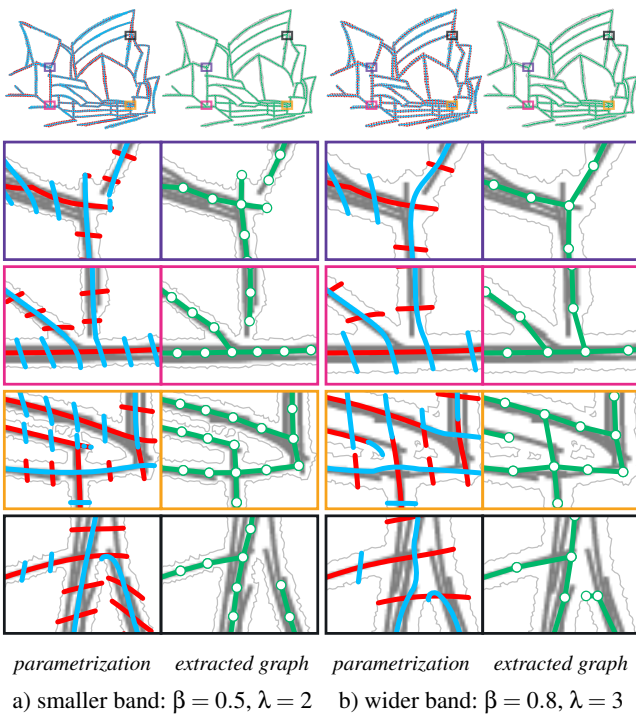 parametrization extracted graph parametrization extracted graph
a) smaller band: β = 0.5, λ = 2 b) wider band: β = 0.8, λ = 3